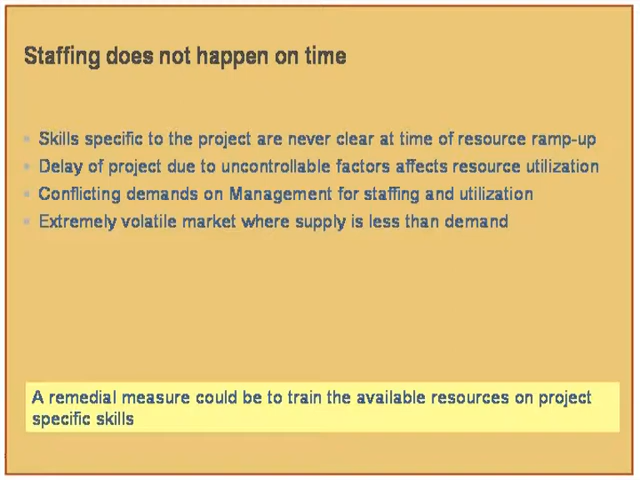 Staffing does not happen on time
Skills specific to the project are never clear at time of resource ramp-up
Delay of project due to uncontrollable factors affects resource utilization
Conflicting demands on Management for staffing and utilization
Extremely volatile market where supply is less than demand
A remedial measure could be to train the available resources on project
specific skills